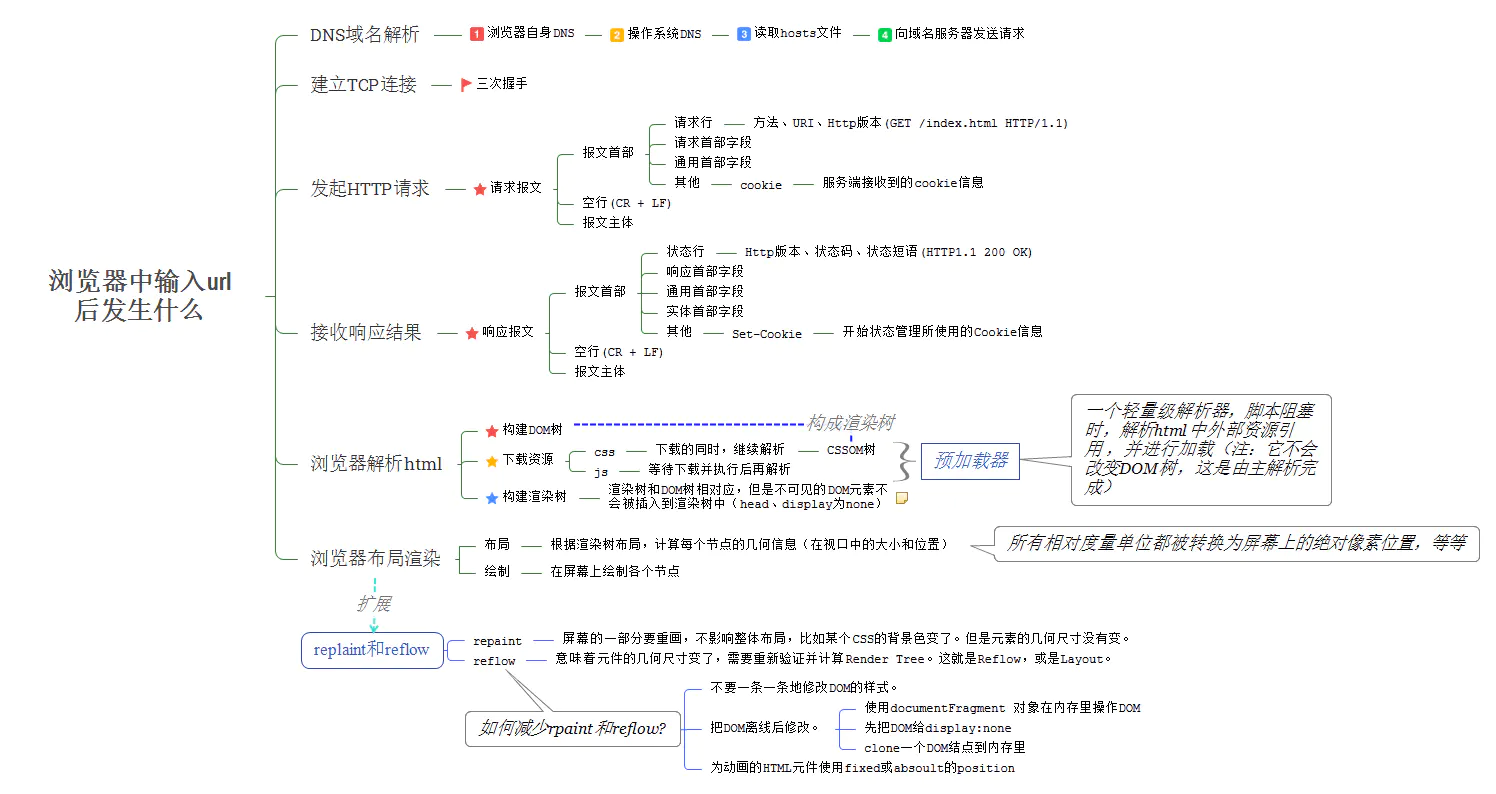 浏览器中输入url
后发生什么
DNS域名解析
1 浏览器自身DNS
2 操作系统DNS
3 读取hosts文件
4 向域名服务器发送请求
建立TCP连接
三次握手
发起HTTP请求
请求报文
报文首部
请求行
方法、URI、Http版本(GET /index.html HTTP/1.1)
请求首部字段
通用首部字段
其他
cookie
服务端接收到的cookie信息
空行(CR + LF)
报文主体
接收响应结果
响应报文
报文首部
状态行
Http版本、状态码、状态短语(HTTP1.1 200 OK)
响应首部字段
通用首部字段
实体首部字段
其他
Set-Cookie
开始状态管理所使用的Cookie信息
空行(CR + LF)
报文主体
浏览器解析html
构建DOM树
构成渲染树
下载资源
css
下载的同时，继续解析
CSSOM树
js
等待下载并执行后再解析
预加载器
一个轻量级解析器，脚本阻塞
时，解析html中外部资源引
用，并进行加载（注：它不会
改变DOM树，这是由主解析完
成）
构建渲染树
渲染树和DOM树相对应，但是不可见的DOM元素不
会被插入到渲染树中（head、display为none）
浏览器布局渲染
布局
根据渲染树布局，计算每个节点的几何信息（在视口中的大小和位置）
所有相对度量单位都被转换为屏幕上的绝对像素位置，等等
绘制
在屏幕上绘制各个节点
扩展
replaint和reflow
repaint
屏幕的一部分要重画，不影响整体布局，比如某个CSS的背景色变了。但是元素的几何尺寸没有变。
reflow
意味着元件的几何尺寸变了，需要重新验证并计算Render Tree。这就是Reflow，或是Layout。
如何减少rpaint和reflow?
不要一条一条地修改DOM的样式。
把DOM离线后修改。
使用documentFragment 对象在内存里操作DOM
先把DOM给display:none
clone一个DOM结点到内存里
为动画的HTML元件使用fixed或absoult的position